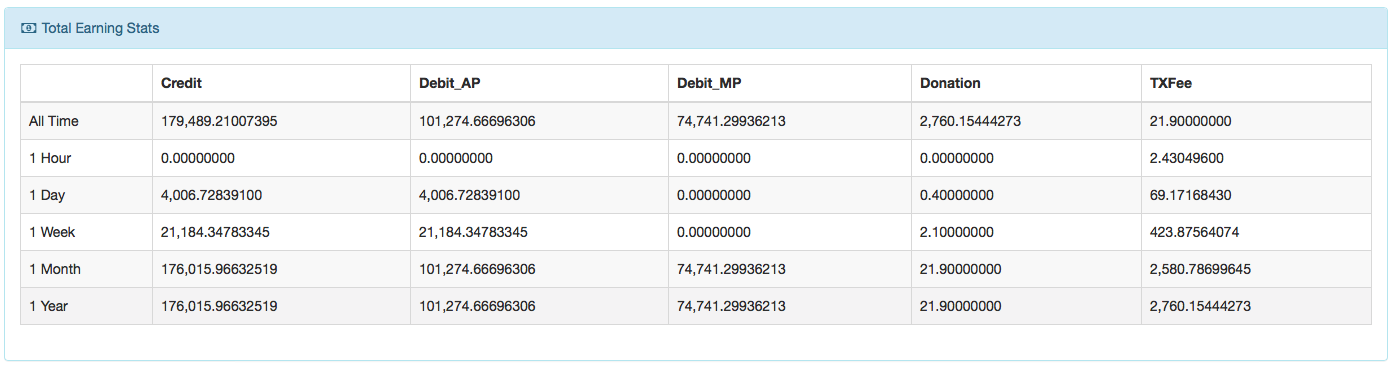 Total Earning Stats
Credit Debit_AP Debit_MP Donation TXFee
All Time 179,489.21007395 101,274.66696306 74,741.29936213 2,760.15444273 21.90000000
1 Hour 0.00000000 0.00000000 0.00000000 0.00000000 2.43049600
1 Day 4,006.72839100 4,006.72839100 0.00000000 0.40000000 69.17168430
1 Week 21,184.34783345 21,184.34783345 0.00000000 2.10000000 423.87564074
1 Month 176,015.96632519 101,274.66696306 74,741.29936213 21.90000000 2,580.78699645
1 Year 176,015.96632519 101,274.66696306 74,741.29936213 21.90000000 2,760.15444273